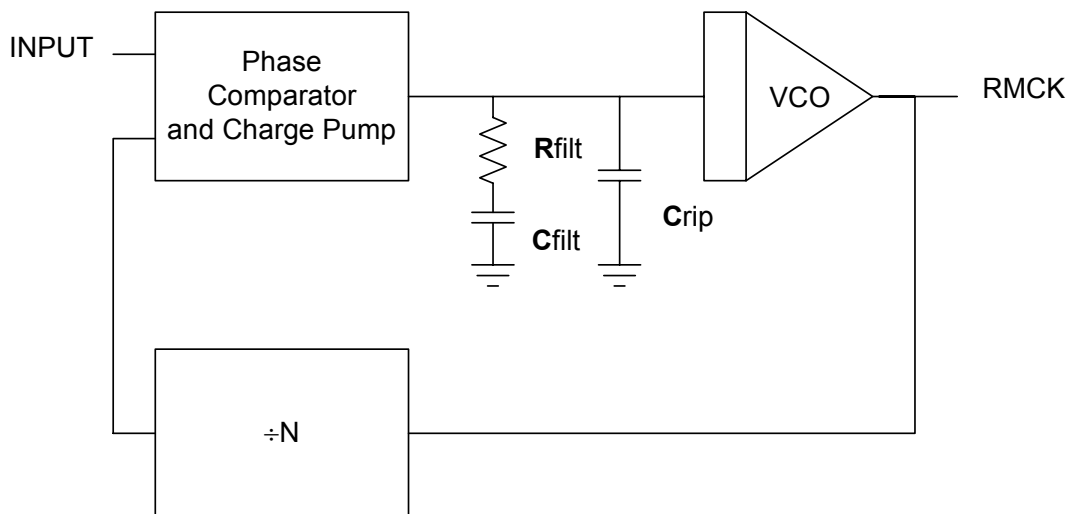 INPUT
Phase
Comparator
and Charge Pump
VCO
RMCK
Rfilt
Cfilt
Crip
÷N